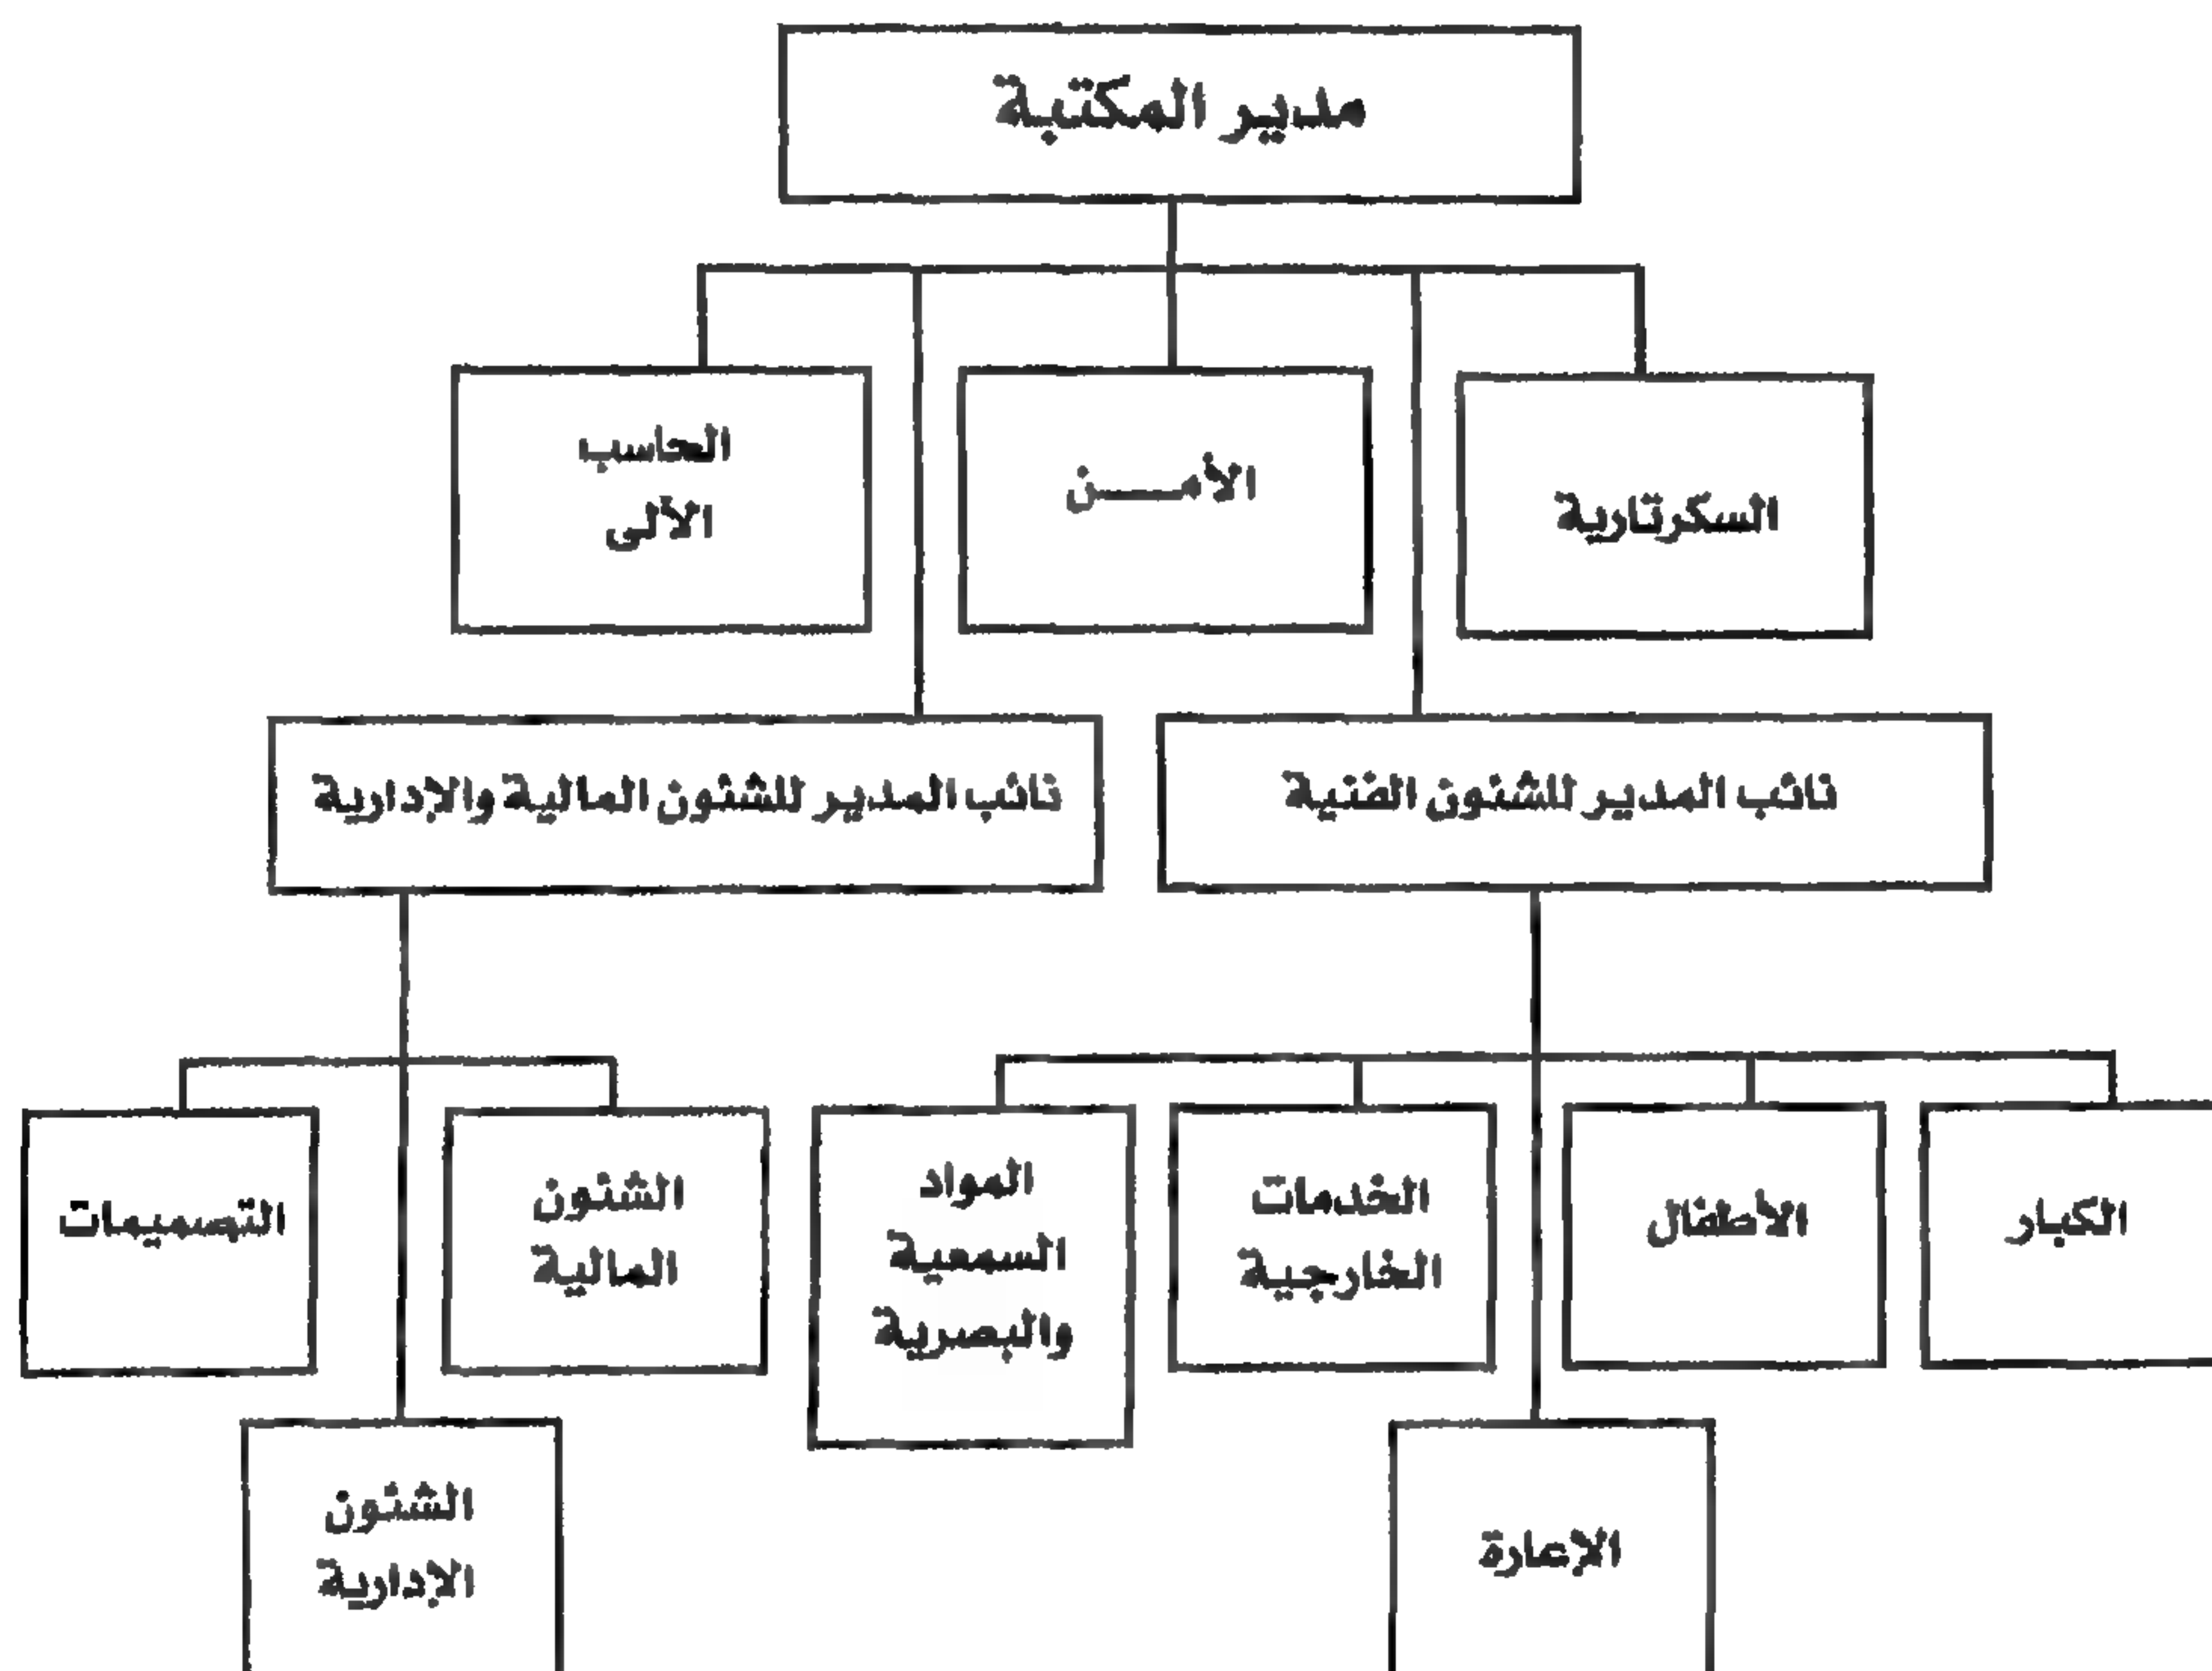 مدير المكتبة
السكرتارية
الأمــــن
الحاسب
الآلى
نائب المدير للشئون الفنية
نائب المدير للشئون المالية والإدارية
الكبار
الأطفال
الخدمات
الخارجية
المواد
السمعية
والبصرية
الشئون
المالية
التصميمات
الإعارة
الشئون
الإدارية